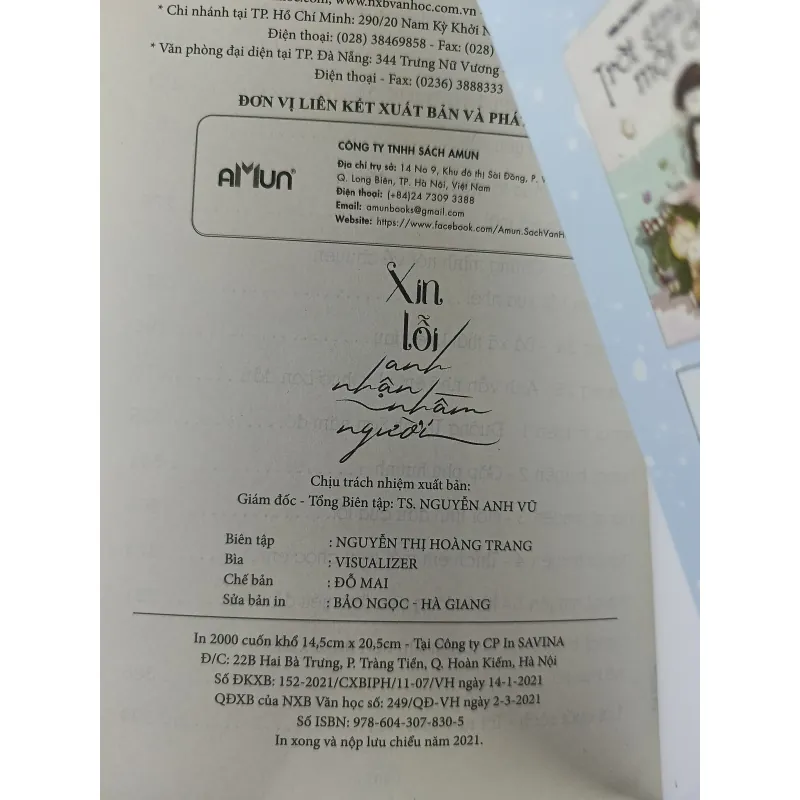 www.nxbvanhoc.com.vn -
* Chi nhánh tại TP. Hồ Chí Minh: 290/20 Nam Kỳ Khởi
Điện thoại: (028) 38469858 - Fax: (028)
* Văn phòng đại diện tại TP. Đà Nẵng: 344 Trưng Nữ Vương
Điện thoại - Fax: (0236) 3888333
ĐƠN VỊ LIÊN KẾT XUẤT BẢN VÀ
AMUN
CÔNG TY TNHH SÁCH AMUN
Địa chỉ trụ sở: 14 No 9, Khu đô thị Sài Đồng, P.
Q. Long Biên, TP. Hà Nội, Việt Nam
Điện thoại: (+84)24 7309 3388
Email: amunbooks@gmail.com
Website: https://www.facebook.com/Amun.SachVanH
Xin
lỗi
anh
nhận
nhầm
người
Chịu trách nhiệm xuất bản:
Giám đốc - Tổng Biên tập: TS. NGUYỄN ANH VŨ
Biên tập : NGUYỄN THỊ HOÀNG TRANG
Bìa : VISUALIZER
Chế bản : ĐỖ MAI
Sửa bản in : BẢO NGỌC - HÀ GIANG
In 2000 cuốn khổ 14,5cm x 20,5cm - Tại Công ty CP In SAVINA
Đ/C: 22B Hai Bà Trưng, P. Tràng Tiền, Q. Hoàn Kiếm, Hà Nội
Số ĐKXB: 152-2021/CXBIPH/11-07/VH ngày 14-1-2021
QĐXB của NXB Văn học số: 249/QĐ-VH ngày 2-3-2021
Số ISBN: 978-604-307-830-5
In xong và nộp lưu chiểu năm 2021.